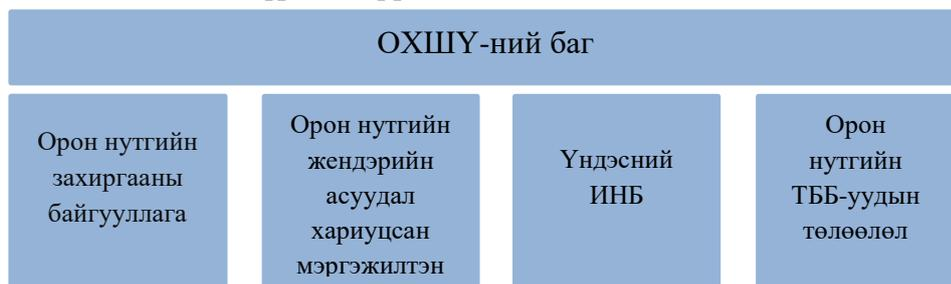 ОХШҮ-ний баг
Орон нутгийн
захиргааны
байгууллага
Орон нутгийн
жендэрийн
асуудал
хариуцсан
мэргэжилтэн
Үндэсний
ИНБ
Орон
нутгийн
ТББ-уудын
төлөөлөл